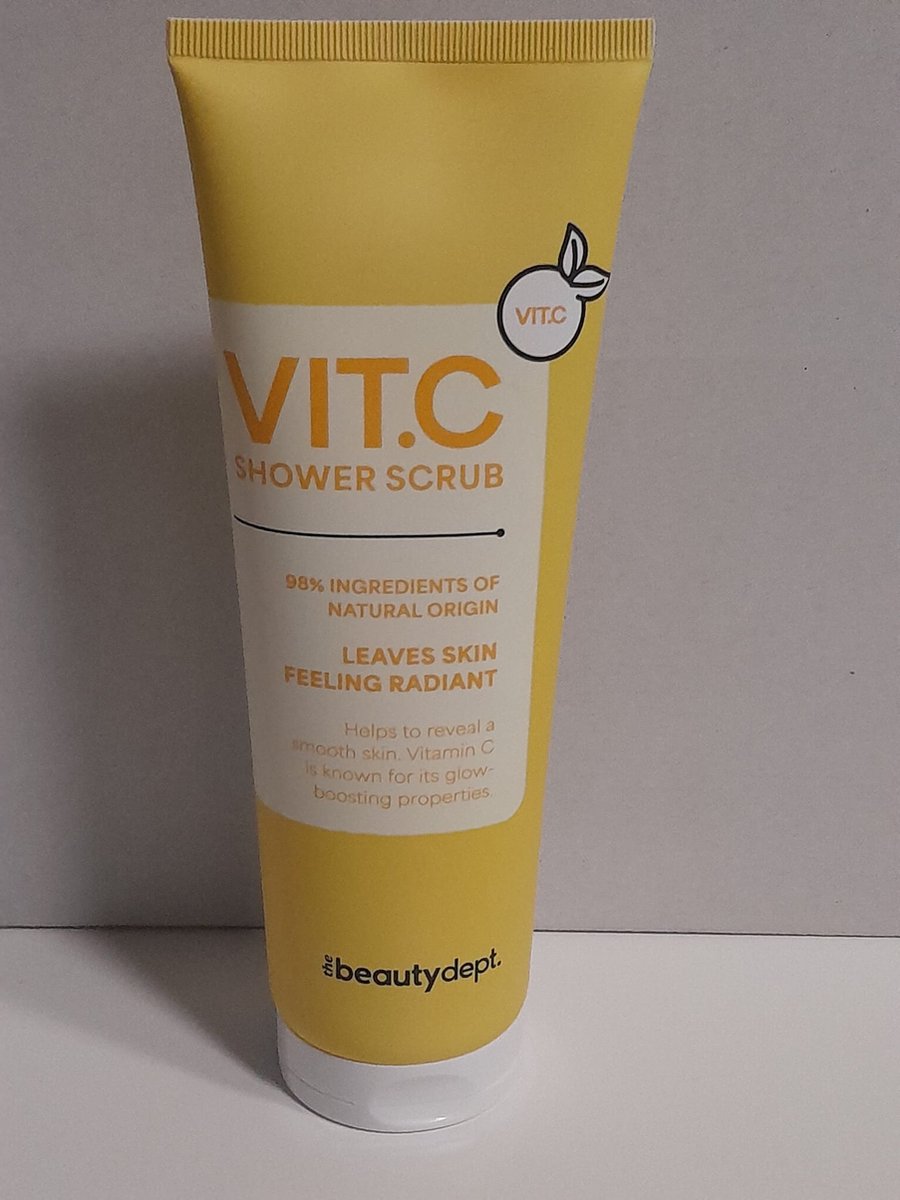 VIT.C
VIT.C
SHOWER SCRUB
98% INGREDIENTS OF
NATURAL ORIGIN
LEAVES SKIN
FEELING RADIANT
Helps to reveal a
smooth skin. Vitamin C
is known for its glow-
boosting properties.
the beautydept.